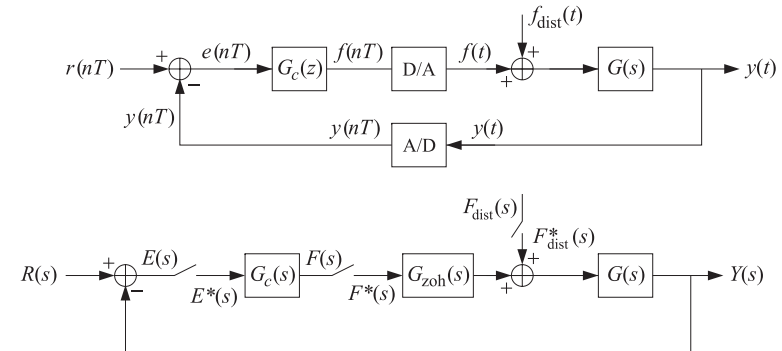 f_dist(t)
r(nT) + − e(nT) G_c(z) f(nT) D/A f(t) + + G(s) y(t)
y(nT) y(nT) A/D y(t)
F_dist(s)
F*_dist(s)
R(s) + − E(s) E*(s) G_c(s) F(s) F*(s) G_zoh(s) + + G(s) Y(s)